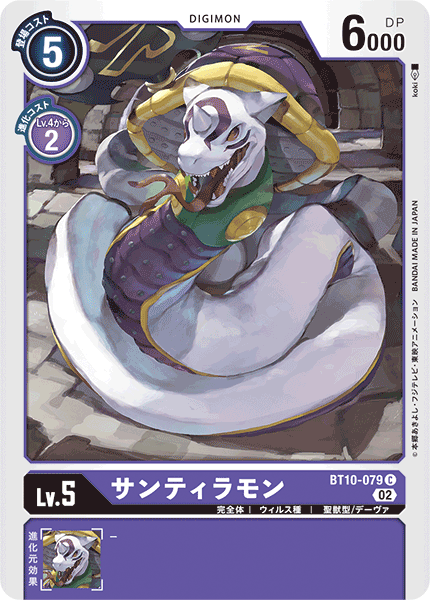 登場コスト
5
DIGIMON
DP
6000
進化コスト
Lv.4から
2
koki
BANDAI MADE IN JAPAN
© 本郷あきよし・フジテレビ・東映アニメーション
Lv.5
サンティラモン
BT10-079 C
02
完全体 | ウィルス種 | 聖獣型/デーヴァ
進化元効果
－